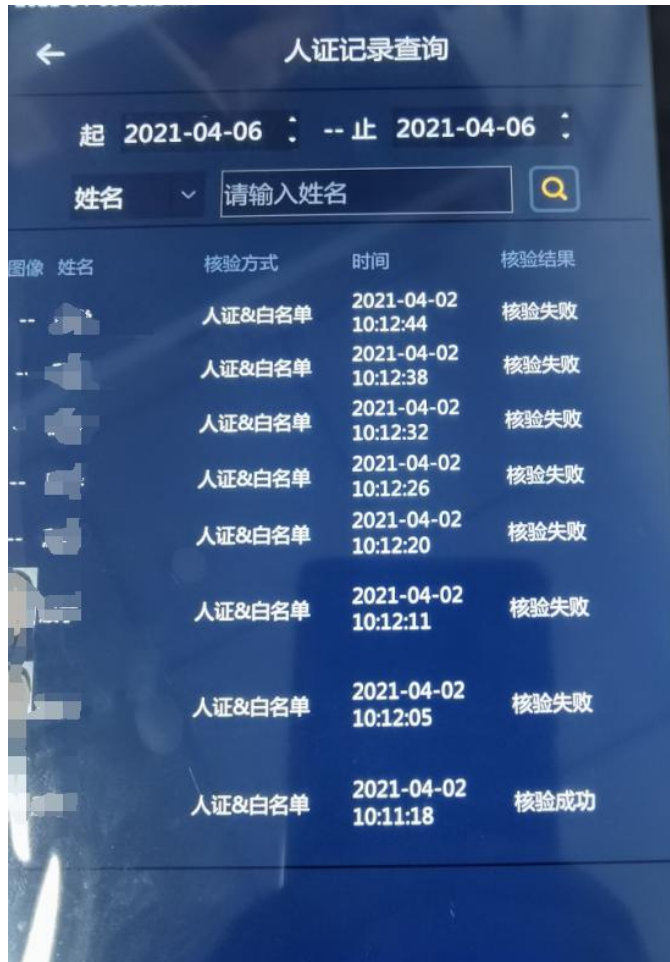 人证记录查询
起 2021-04-06 -- 止 2021-04-06
姓名 请输入姓名
图像 姓名 核验方式 时间 核验结果
-- 人证&白名单 2021-04-02 核验失败
10:12:44
人证&白名单 2021-04-02 核验失败
10:12:38
人证&白名单 2021-04-02 核验失败
10:12:32
-- 人证&白名单 2021-04-02 核验失败
10:12:26
-- 人证&白名单 2021-04-02 核验失败
10:12:20
人证&白名单 2021-04-02 核验失败
10:12:11
人证&白名单 2021-04-02 核验失败
10:12:05
人证&白名单 2021-04-02 核验成功
10:11:18